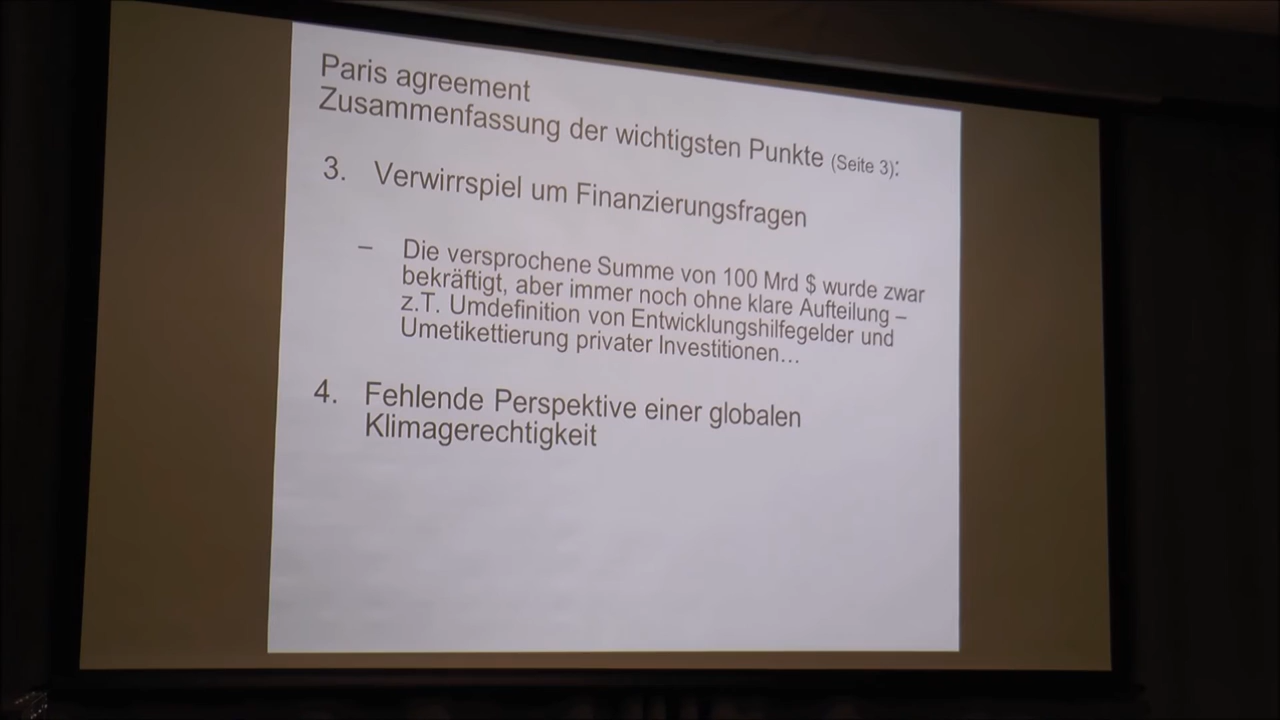 Paris agreement
Zusammenfassung der wichtigsten Punkte (Seite 3):
3. Verwirrspiel um Finanzierungsfragen
– Die versprochene Summe von 100 Mrd $ wurde zwar
bekräftigt, aber immer noch ohne klare Aufteilung –
z.T. Umdefinition von Entwicklungshilfegelder und
Umetikettierung privater Investitionen...
4. Fehlende Perspektive einer globalen
Klimagerechtigkeit